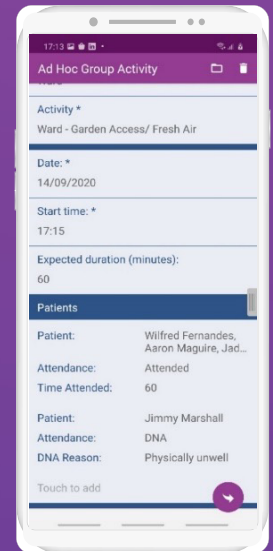 17:13
Ad Hoc Group Activity
Activity *
Ward - Garden Access/ Fresh Air
Date: *
14/09/2020
Start time: *
17:15
Expected duration (minutes):
60
Patients
Patient: Wilfred Fernandes,
Aaron Maguire, Jad...
Attendance: Attended
Time Attended: 60
Patient: Jimmy Marshall
Attendance: DNA
DNA Reason: Physically unwell
Touch to add